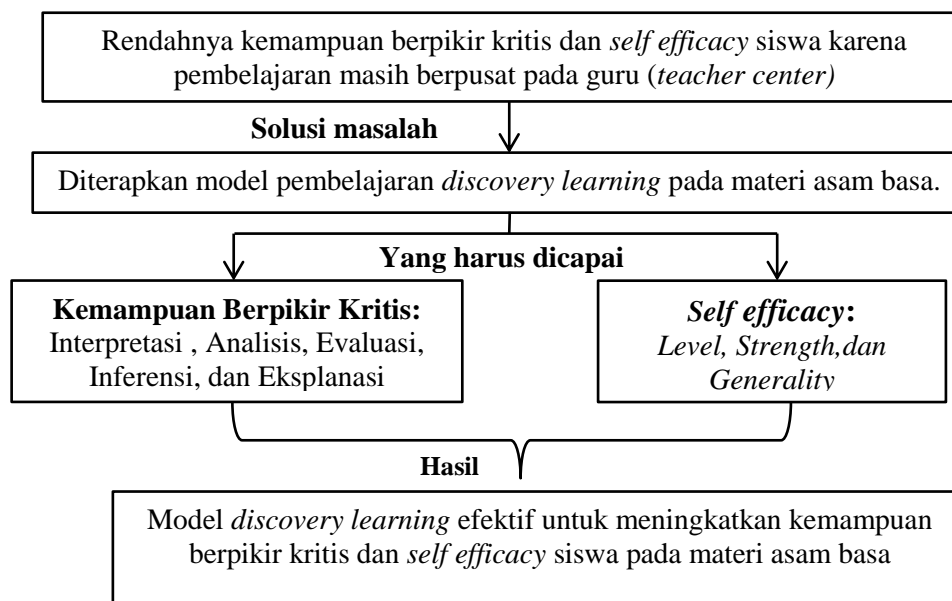 Rendahnya kemampuan berpikir kritis dan self efficacy siswa karena
pembelajaran masih berpusat pada guru (teacher center)
Solusi masalah
Diterapkan model pembelajaran discovery learning pada materi asam basa.
Yang harus dicapai
Kemampuan Berpikir Kritis:
Interpretasi , Analisis, Evaluasi,
Inferensi, dan Eksplanasi
Self efficacy:
Level, Strength,dan
Generality
Hasil
Model discovery learning efektif untuk meningkatkan kemampuan
berpikir kritis dan self efficacy siswa pada materi asam basa